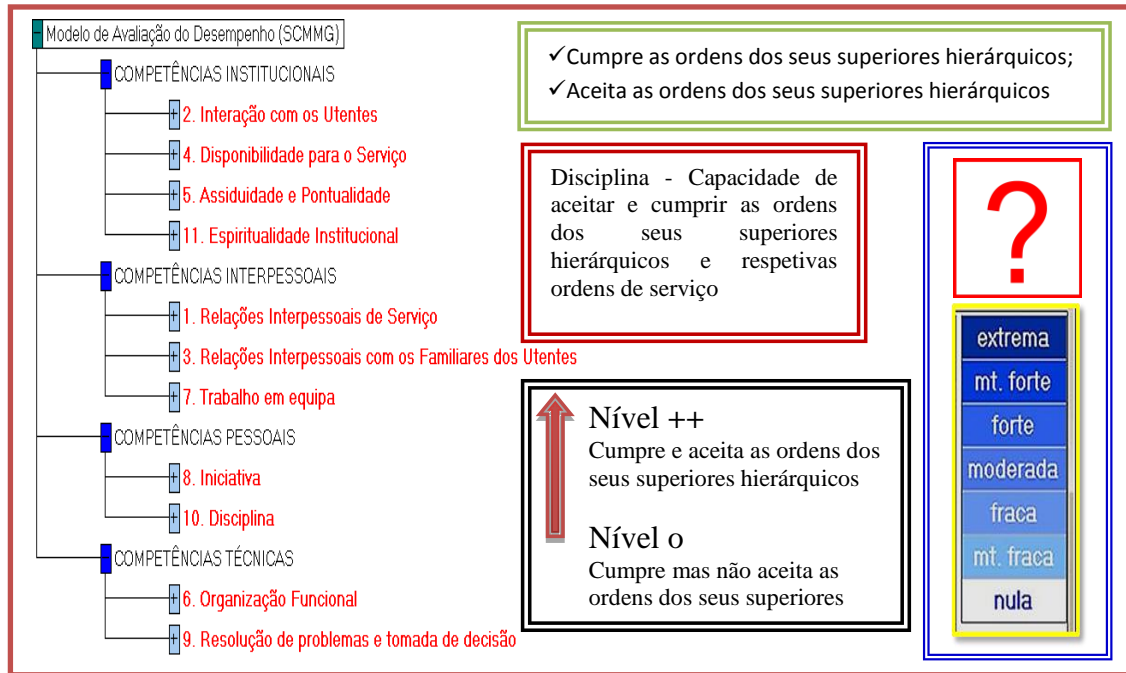 Modelo de Avaliação do Desempenho (SCMMG)
COMPETÊNCIAS INSTITUCIONAIS
2. Interação com os Utentes
4. Disponibilidade para o Serviço
5. Assiduidade e Pontualidade
11. Espiritualidade Institucional
COMPETÊNCIAS INTERPESSOAIS
1. Relações Interpessoais de Serviço
3. Relações Interpessoais com os Familiares dos Utentes
7. Trabalho em equipa
COMPETÊNCIAS PESSOAIS
8. Iniciativa
10. Disciplina
COMPETÊNCIAS TÉCNICAS
6. Organização Funcional
9. Resolução de problemas e tomada de decisão
✓Cumpre as ordens dos seus superiores hierárquicos;
✓Aceita as ordens dos seus superiores hierárquicos
Disciplina - Capacidade de
aceitar e cumprir as ordens
dos seus superiores
hierárquicos e respetivas
ordens de serviço
Nível ++
Cumpre e aceita as ordens dos
seus superiores hierárquicos
Nível o
Cumpre mas não aceita as
ordens dos seus superiores
?
extrema
mt. forte
forte
moderada
fraca
mt. fraca
nula